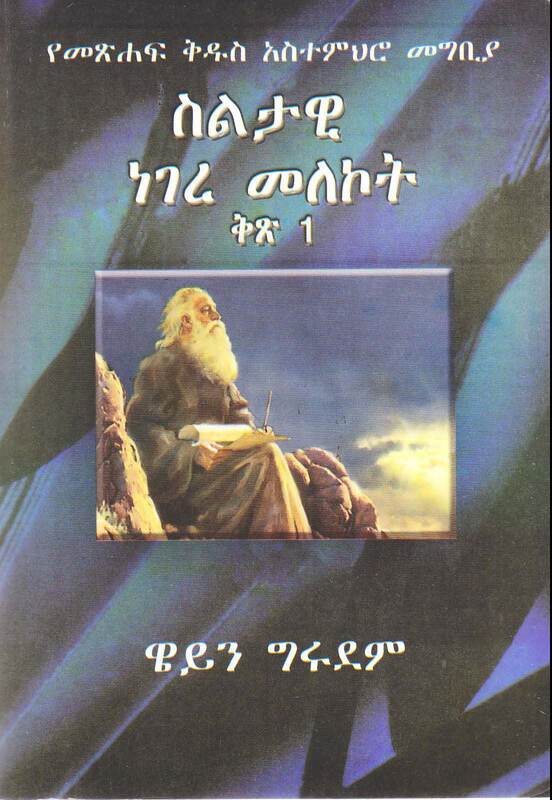 የመጽሐፍ ቅዱስ አስተምህሮ መግቢያ
ስልታዊ
ነገረ መለኮት
ቅጽ 1
ዌይን ግሩደም